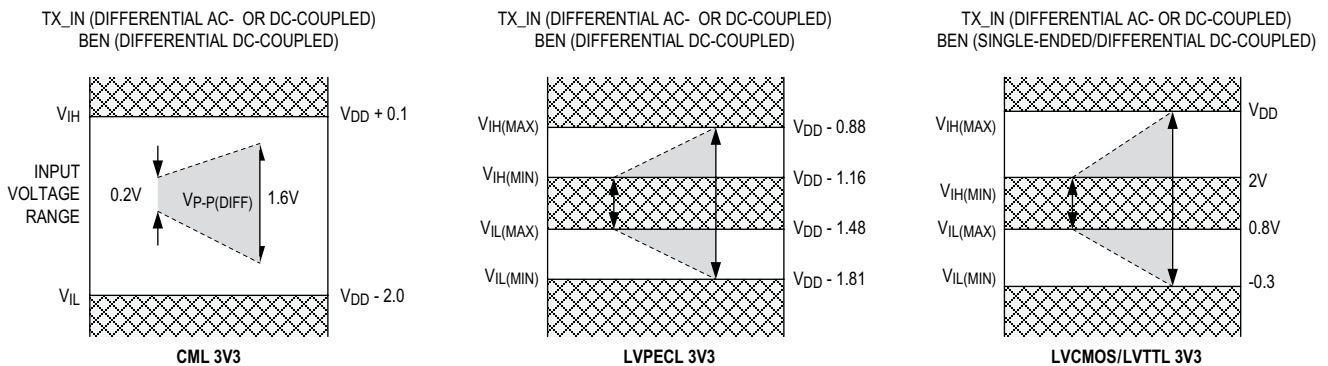 TX_IN (DIFFERENTIAL AC- OR DC-COUPLED)
BEN (DIFFERENTIAL DC-COUPLED)
VIH
VDD + 0.1
INPUT
VOLTAGE
RANGE
0.2V
VP-P(DIFF)
1.6V
VIL
VDD - 2.0
CML 3V3
TX_IN (DIFFERENTIAL AC- OR DC-COUPLED)
BEN (DIFFERENTIAL DC-COUPLED)
VIH(MAX)
VDD - 0.88
VIH(MIN)
VDD - 1.16
VIL(MAX)
VDD - 1.48
VIL(MIN)
VDD - 1.81
LVPECL 3V3
TX_IN (DIFFERENTIAL AC- OR DC-COUPLED)
BEN (SINGLE-ENDED/DIFFERENTIAL DC-COUPLED)
VIH(MAX)
VDD
VIH(MIN)
2V
VIL(MAX)
0.8V
VIL(MIN)
-0.3
LVCMOS/LVTTL 3V3